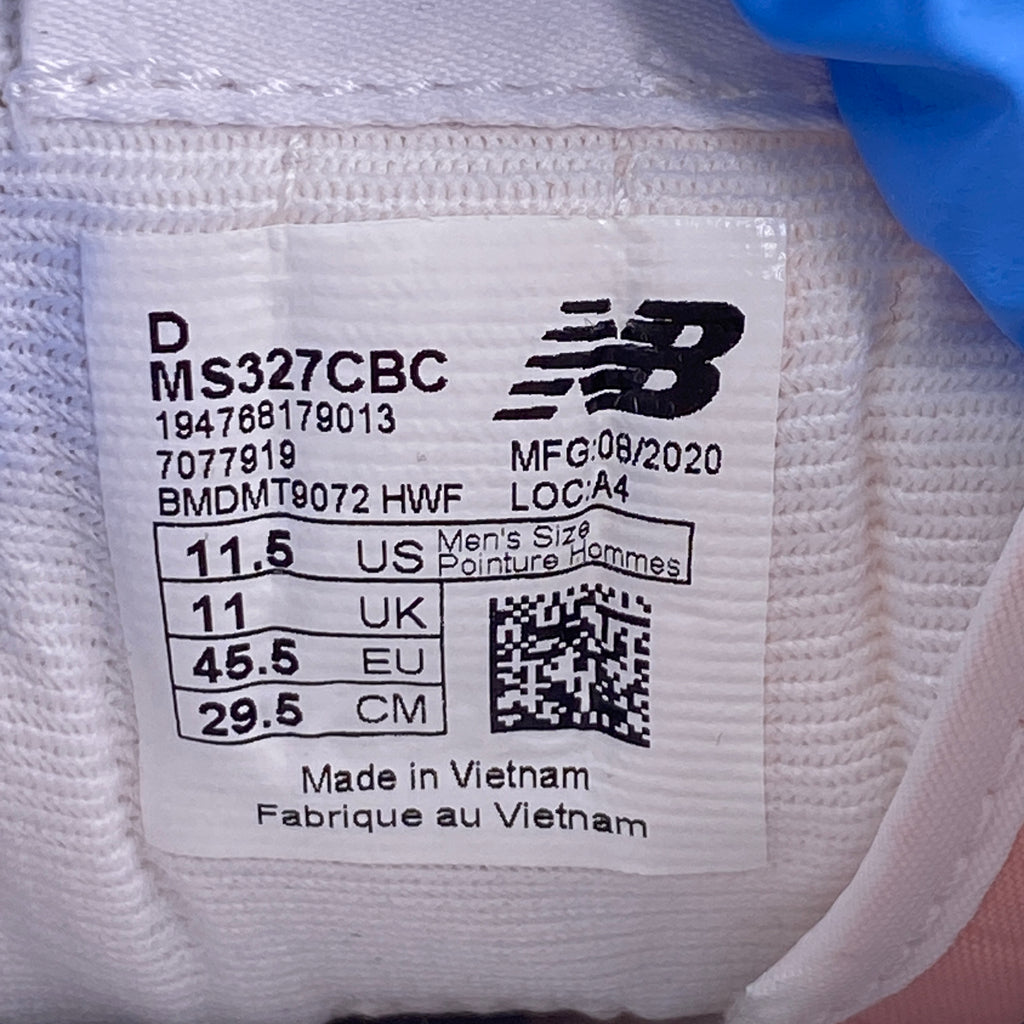 D
MS327CBC
194768179013
7077919
BMDMT9072 HWF
NB
MFG:08/2020
LOC:A4
11.5 US Men's Size
Pointure Hommes
11 UK
45.5 EU
29.5 CM
Made in Vietnam
Fabrique au Vietnam